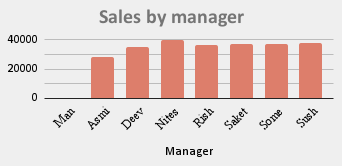 Sales by manager
40000
20000
0
Man Asmi Deev Nites Rish Saket Some Sush
Manager